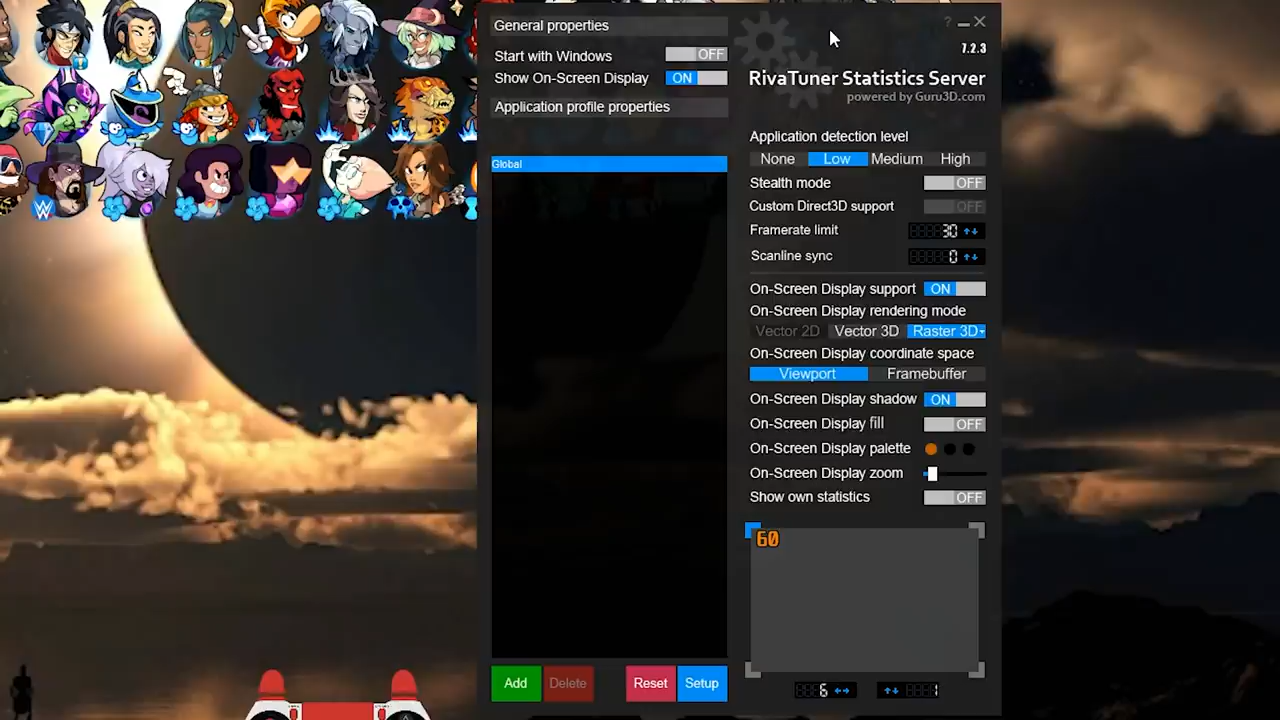 General properties
Start with Windows OFF
Show On-Screen Display ON
Application profile properties
Global
Add Delete Reset Setup
?
7.2.3
RivaTuner Statistics Server
powered by Guru3D.com
Application detection level
None Low Medium High
Stealth mode OFF
Custom Direct3D support OFF
Framerate limit 30
Scanline sync 0
On-Screen Display support ON
On-Screen Display rendering mode
Vector 2D Vector 3D Raster 3D
On-Screen Display coordinate space
Viewport Framebuffer
On-Screen Display shadow ON
On-Screen Display fill OFF
On-Screen Display palette
On-Screen Display zoom
Show own statistics OFF
60
6 1
W